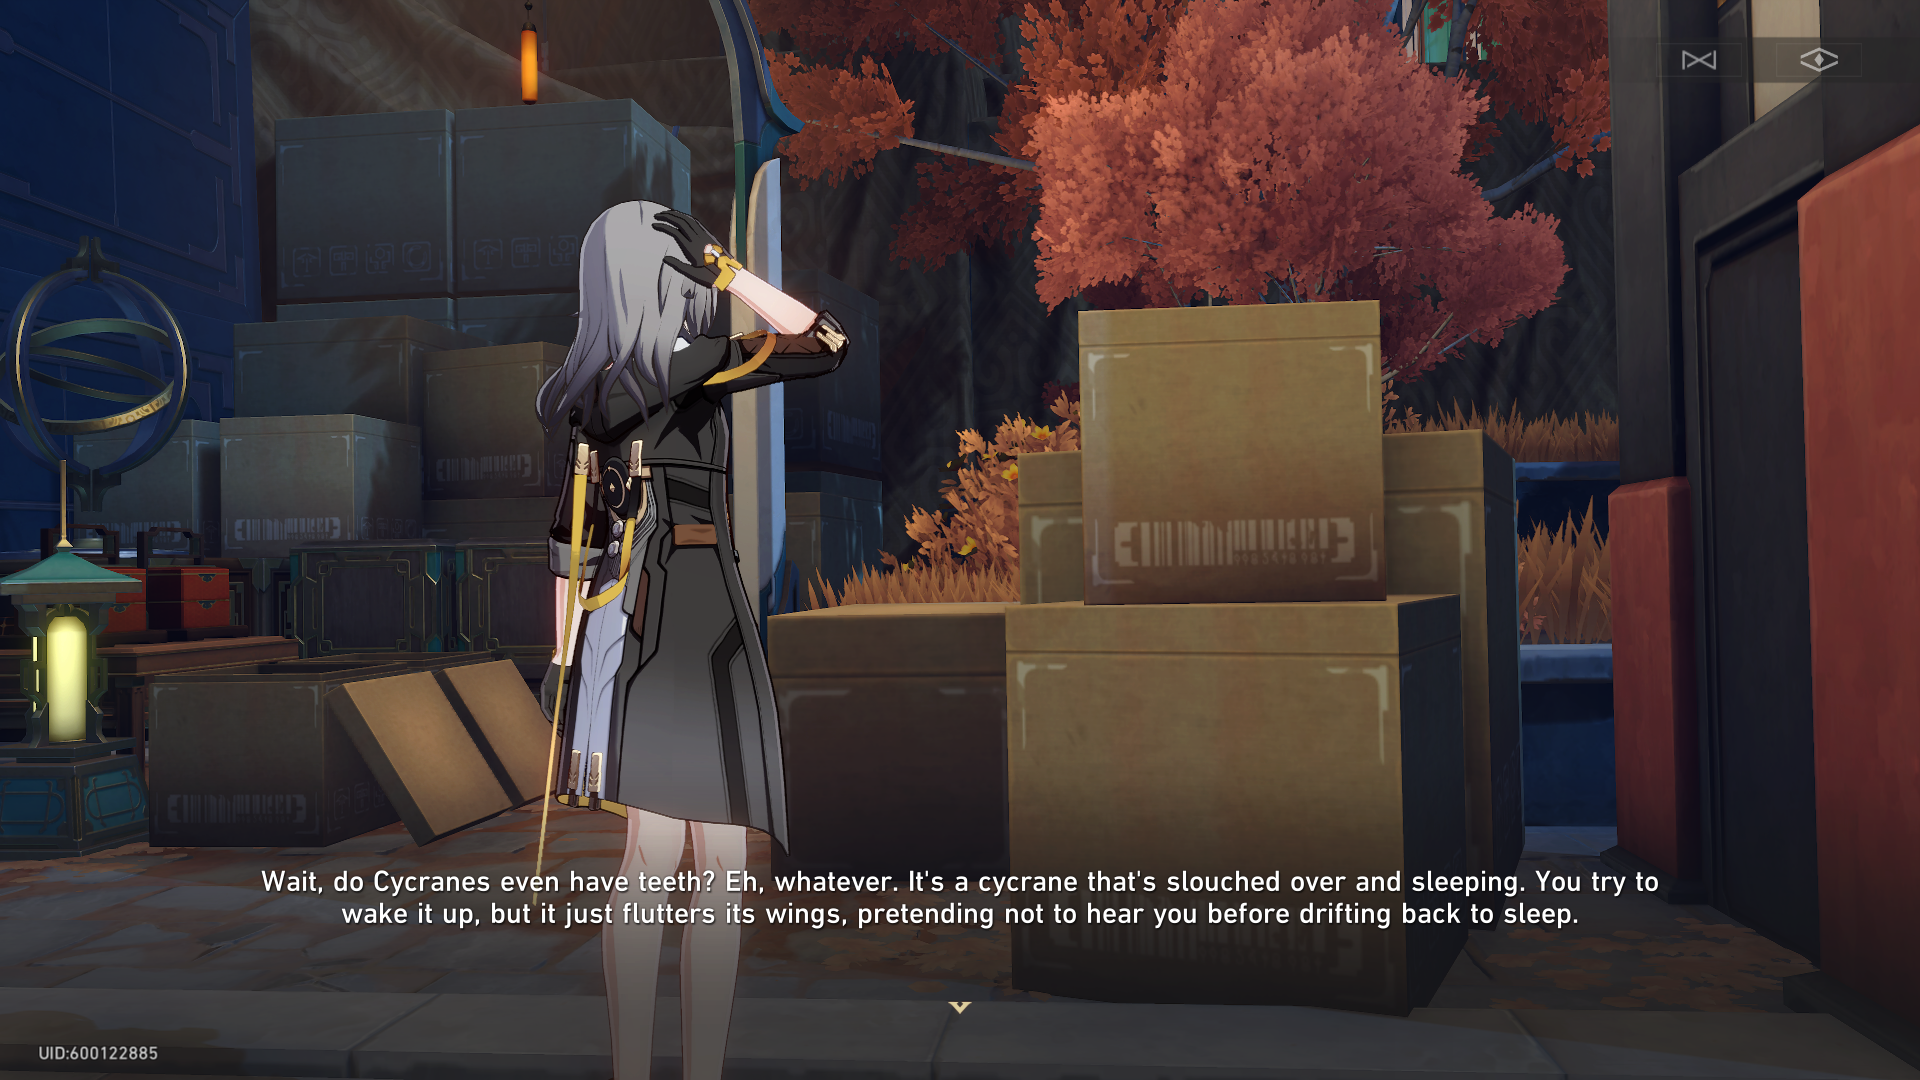 Wait, do Cycranes even have teeth? Eh, whatever. It's a cycrane that's slouched over and sleeping. You try to
wake it up, but it just flutters its wings, pretending not to hear you before drifting back to sleep.
UID:600122885